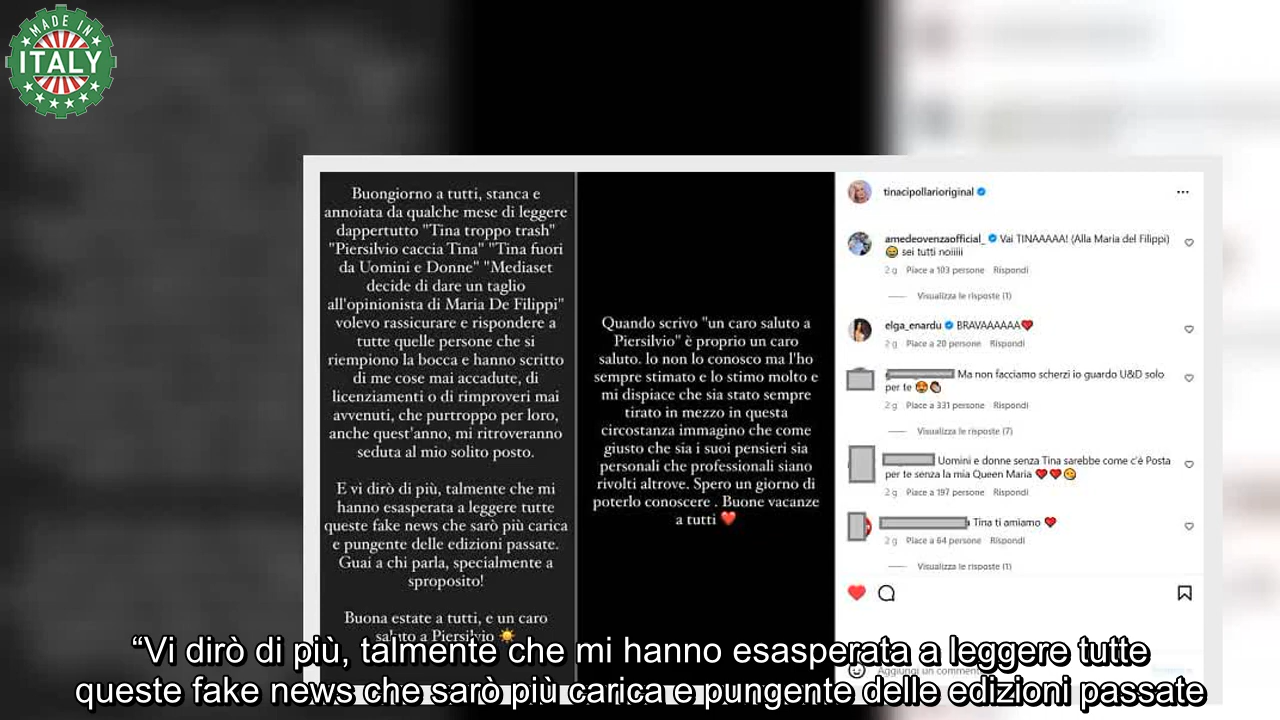 MADE IN
ITALY
Buongiorno a tutti, stanca e
annoiata da qualche mese di leggere
dappertutto "Tina troppo trash"
"Piersilvio caccia Tina" "Tina fuori
da Uomini e Donne" "Mediaset
decide di dare un taglio
all'opinionista di Maria De Filippi"
volevo rassicurare e rispondere a
tutte quelle persone che si
riempiono la bocca e hanno scritto
di me cose mai accadute, di
licenziamenti o di rimproveri mai
avvenuti, che purtroppo per loro,
anche quest'anno, mi ritroveranno
seduta al mio solito posto.
E vi dirò di più, talmente che mi
hanno esasperata a leggere tutte
queste fake news che sarò più carica
e pungente delle edizioni passate.
Guai a chi parla, specialmente a
sproposito!
Buona estate a tutti, e un caro
saluto a Piersilvio ☀️
Quando scrivo "un caro saluto a
Piersilvio" è proprio un caro
saluto. Io non lo conosco ma l'ho
sempre stimato e lo stimo molto e
mi dispiace che sia stato sempre
tirato in mezzo in questa
circostanza immagino che come
giusto che sia i suoi pensieri sia
personali che professionali siano
rivolti altrove. Spero un giorno di
poterlo conoscere . Buone vacanze
a tutti ❤️
tinacipollarioriginal
amedeovenzaofficial_ Vai TINAAAAA! (Alla Maria del Filippi)
😄 sei tutti noiiiii
2 g Piace a 103 persone Rispondi
Visualizza le risposte (1)
elga_enardu BRAVAAAAAA❤️
2 g Piace a 20 persone Rispondi
Ma non facciamo scherzi io guardo U&D solo
per te 😍👏
2 g Piace a 331 persone Rispondi
Visualizza le risposte (7)
Uomini e donne senza Tina sarebbe come c'è Posta
per te senza la mia Queen Maria ❤️❤️😘
2 g Piace a 197 persone Rispondi
Tina ti amiamo ❤️
2 g Piace a 64 persone Rispondi
Visualizza le risposte (1)
Aggiungi un comment
“Vi dirò di più, talmente che mi hanno esasperata a leggere tutte
queste fake news che sarò più carica e pungente delle edizioni passate